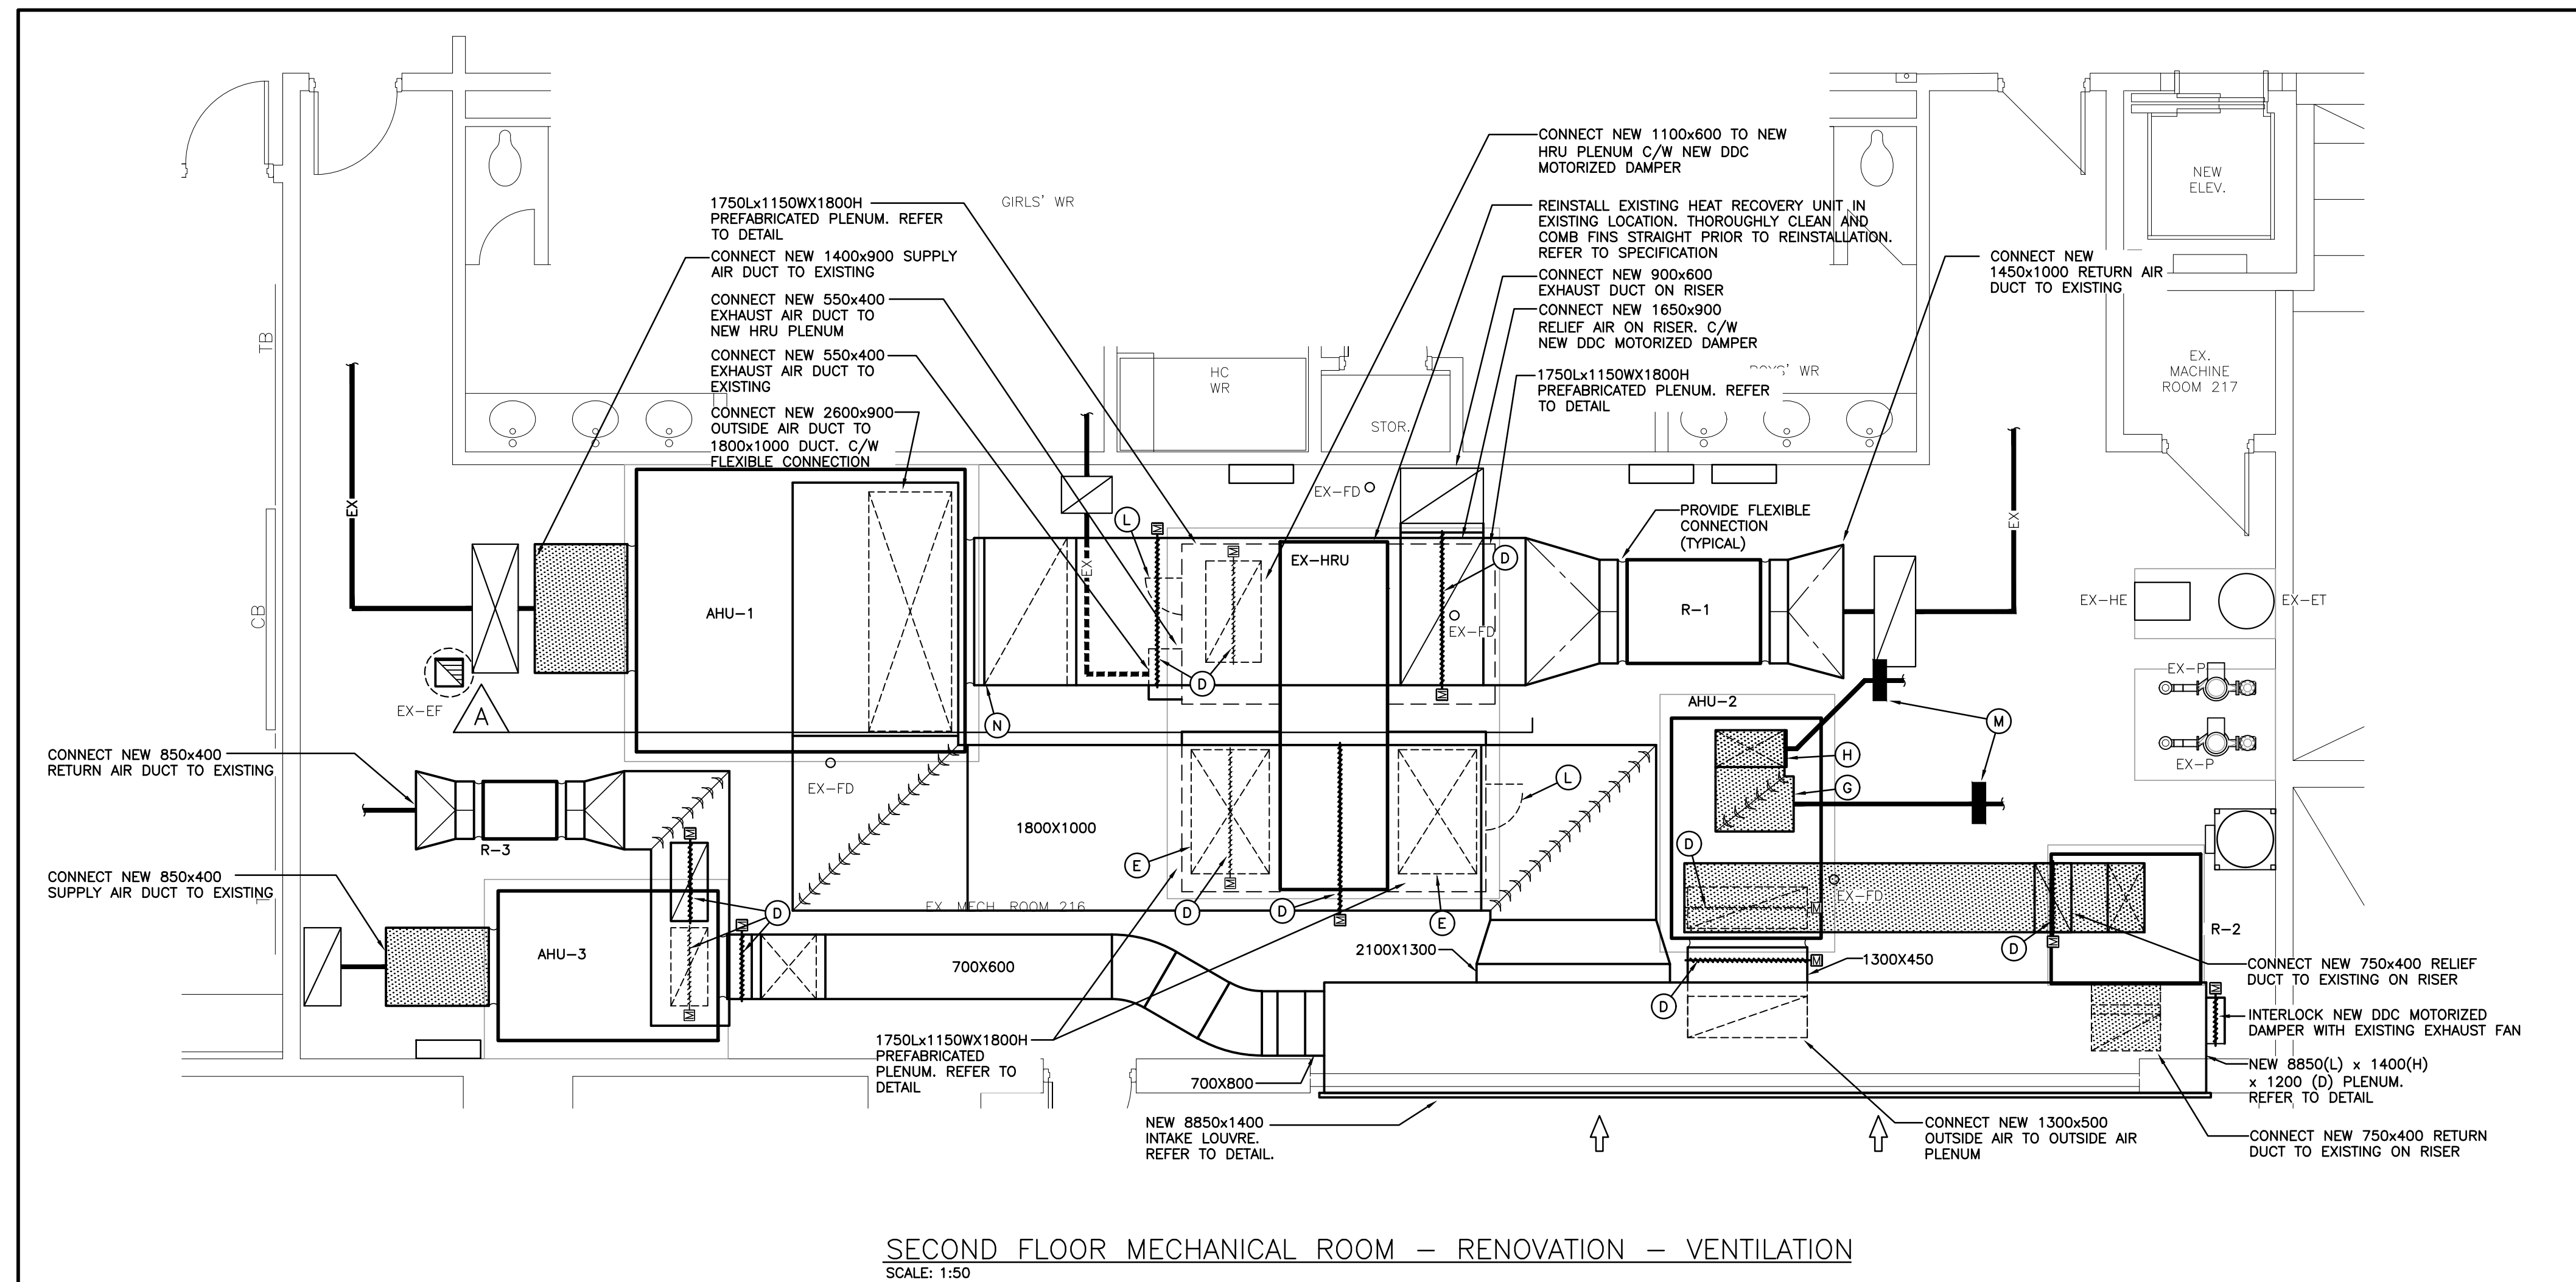 CONNECT NEW 1100x600 TO NEW
HRU PLENUM C/W NEW DDC
MOTORIZED DAMPER
NEW
ELEV.
1750Lx1150WX1800H
PREFABRICATED PLENUM. REFER
TO DETAIL
GIRLS' WR
REINSTALL EXISTING HEAT RECOVERY UNIT IN
EXISTING LOCATION. THOROUGHLY CLEAN AND
COMB FINS STRAIGHT PRIOR TO REINSTALLATION.
REFER TO SPECIFICATION
CONNECT NEW 1400x900 SUPPLY
AIR DUCT TO EXISTING
CONNECT NEW
1450x1000 RETURN AIR
DUCT TO EXISTING
CONNECT NEW 900x600
EXHAUST DUCT ON RISER
CONNECT NEW 550x400
EXHAUST AIR DUCT TO
NEW HRU PLENUM
CONNECT NEW 1650x900
RELIEF AIR ON RISER. C/W
NEW DDC MOTORIZED DAMPER
TB
CONNECT NEW 550x400
EXHAUST AIR DUCT TO
EXISTING
HC
WR
1750Lx1150WX1800H
PREFABRICATED PLENUM. REFER
TO DETAIL
WR
EX.
MACHINE
ROOM 217
CONNECT NEW 2600x900
OUTSIDE AIR DUCT TO
1800x1000 DUCT. C/W
FLEXIBLE CONNECTION
STOR.
EX-FD
EX
PROVIDE FLEXIBLE
CONNECTION
(TYPICAL)
EX
L
M
M
D
EX
EX-HRU
CB
AHU-1
R-1
EX-FD
EX-HE
EX-ET
M
D
M
EX-P
EX-EF
A
N
AHU-2
M
CONNECT NEW 850x400
RETURN AIR DUCT TO EXISTING
H
EX-P
EX-FD
L
G
1800X1000
M
R-3
D
E
CONNECT NEW 850x400
SUPPLY AIR DUCT TO EXISTING
M
EX-FD
M
EX. MECH. ROOM 216
D
D
D
E
M
M
R-2
AHU-3
2100X1300
D
M
1300X450
M
700X600
CONNECT NEW 750x400 RELIEF
DUCT TO EXISTING ON RISER
M
D
M
INTERLOCK NEW DDC MOTORIZED
DAMPER WITH EXISTING EXHAUST FAN
1750Lx1150WX1800H
PREFABRICATED
PLENUM. REFER TO
DETAIL
700X800
NEW 8850(L) x 1400(H)
x 1200 (D) PLENUM.
REFER TO DETAIL
NEW 8850x1400
INTAKE LOUVRE.
REFER TO DETAIL.
CONNECT NEW 1300x500
OUTSIDE AIR TO OUTSIDE AIR
PLENUM
CONNECT NEW 750x400 RETURN
DUCT TO EXISTING ON RISER
SECOND FLOOR MECHANICAL ROOM – RENOVATION – VENTILATION
SCALE: 1:50